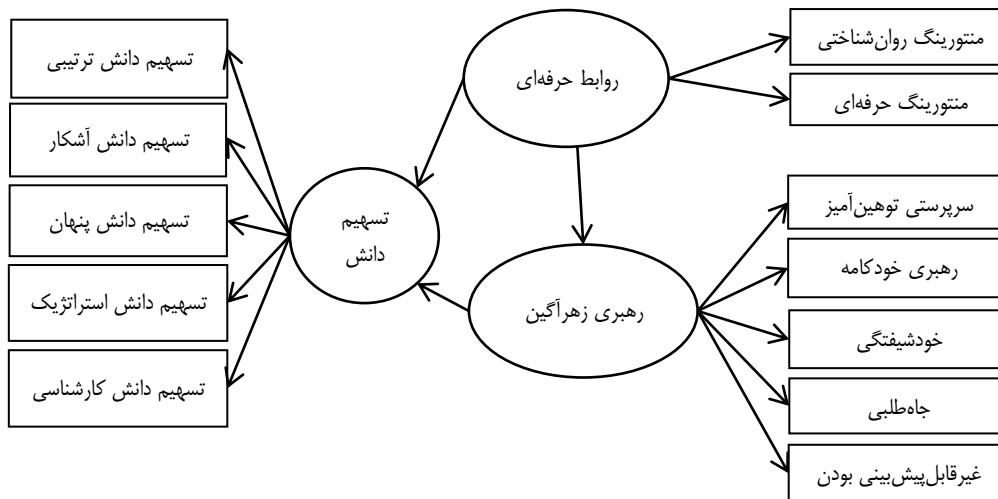 منتورینگ روان‌شناختی
منتورینگ حرفه‌ای
روابط حرفه‌ای
تسهیم دانش ترتیبی
تسهیم دانش آشکار
تسهیم دانش پنهان
تسهیم دانش استراتژیک
تسهیم دانش کارشناسی
تسهیم
دانش
رهبری زهرآگین
سرپرستی توهین‌آمیز
رهبری خودکامه
خودشیفتگی
جاه‌طلبی
غیرقابل‌پیش‌بینی بودن